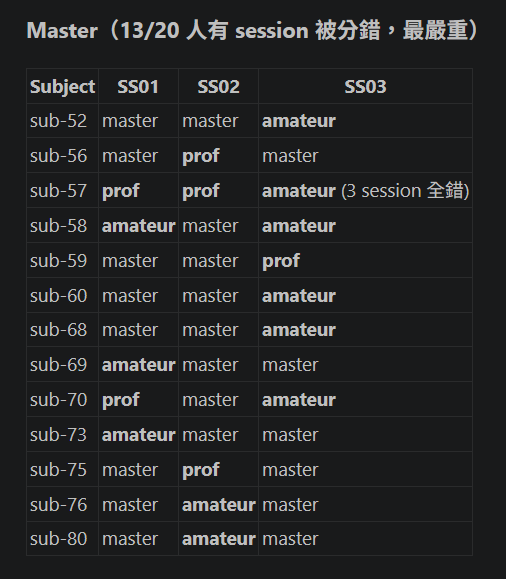 Master（13/20 人有 session 被分錯，最嚴重）
Subject SS01 SS02 SS03
sub-52 master master amateur
sub-56 master prof master
sub-57 prof prof amateur (3 session 全錯)
sub-58 amateur master amateur
sub-59 master master prof
sub-60 master master amateur
sub-68 master master amateur
sub-69 amateur master master
sub-70 prof master amateur
sub-73 amateur master master
sub-75 master prof master
sub-76 master amateur master
sub-80 master amateur master